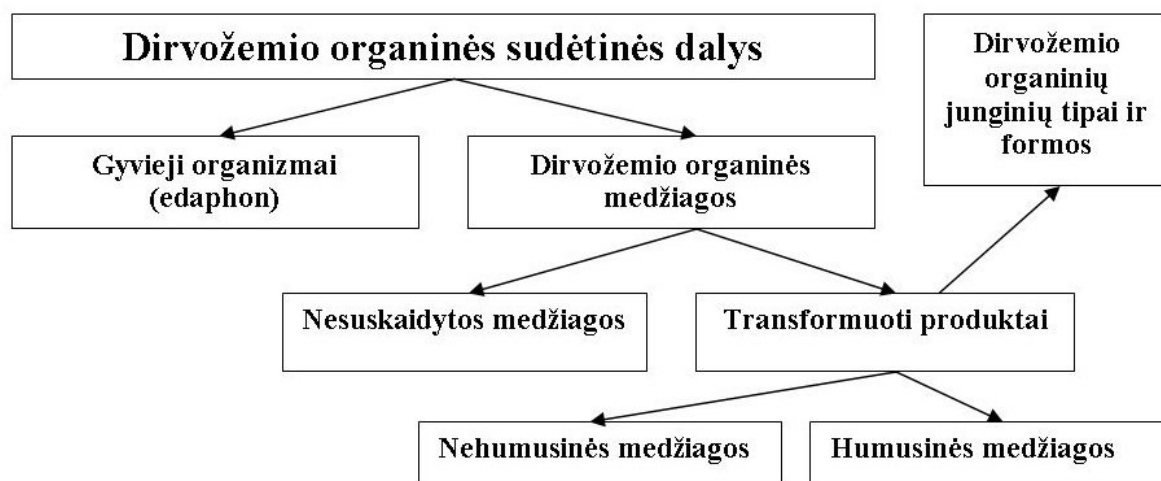 Dirvožemio organinės sudėtinės dalys
Dirvožemio
organinių
junginių tipai ir
formos
Gyvieji organizmai
(edaphon)
Dirvožemio organinės
medžiagos
Nesuskaidytos medžiagos
Transformuoti produktai
Nehumusinės medžiagos
Humusinės medžiagos